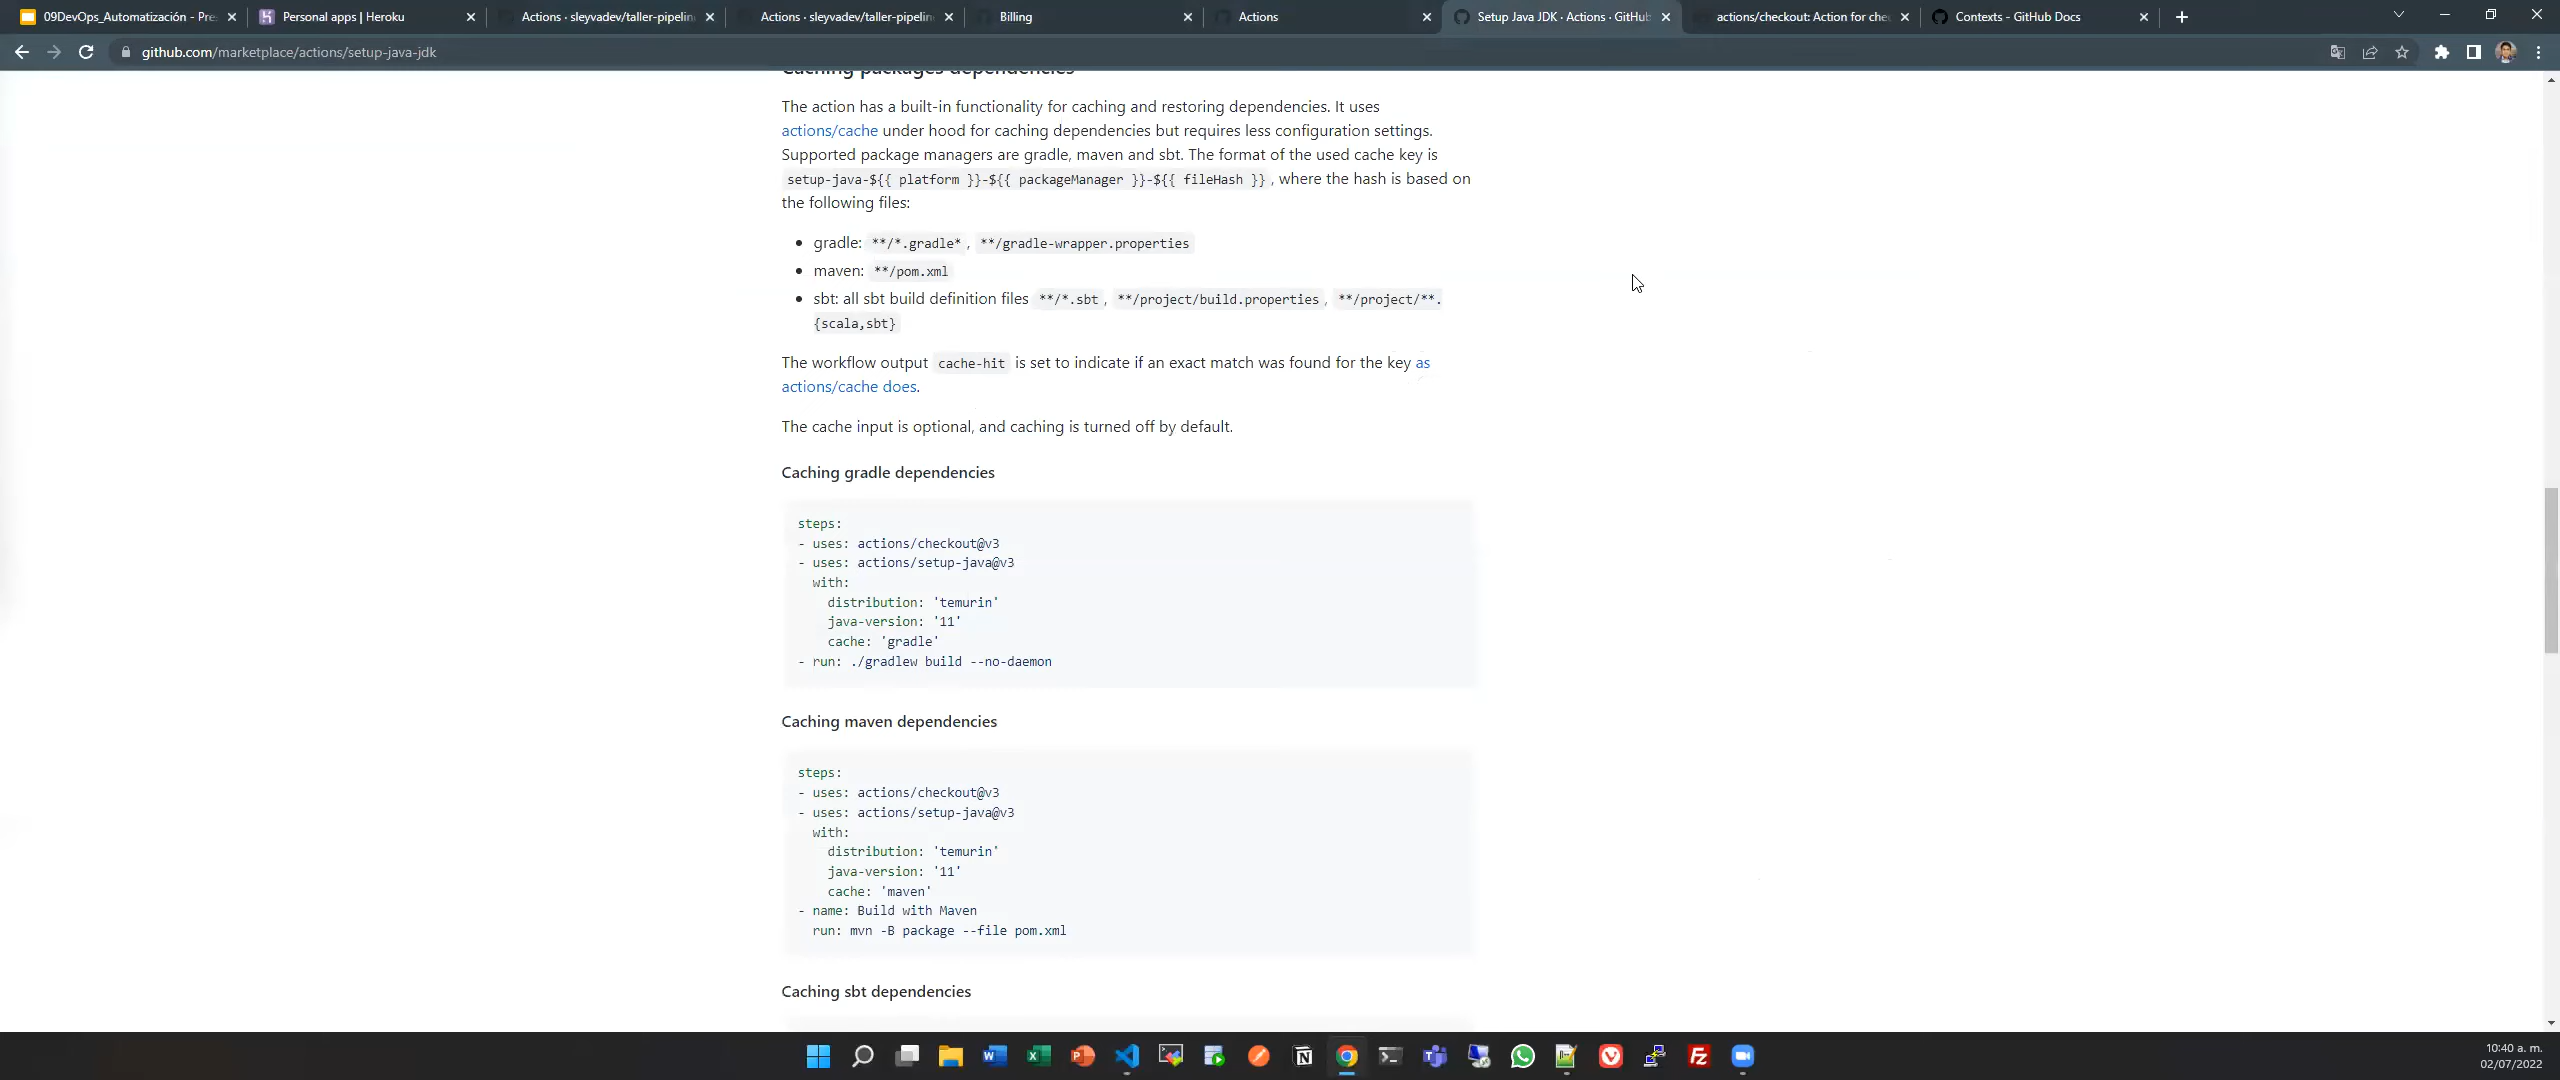 09DevOps_Automatización - Pre
Personal apps | Heroku
Actions · sleyvadev/taller-pipelin
Actions · sleyvadev/taller-pipelin
Billing
Actions
Setup Java JDK · Actions · GitHub
actions/checkout: Action for chec
Contexts - GitHub Docs
github.com/marketplace/actions/setup-java-jdk
Caching packages dependencies
The action has a built-in functionality for caching and restoring dependencies. It uses
actions/cache under hood for caching dependencies but requires less configuration settings.
Supported package managers are gradle, maven and sbt. The format of the used cache key is
setup-java-${{ platform }}-${{ packageManager }}-${{ fileHash }}, where the hash is based on
the following files:
• gradle: **/*.gradle*, **/gradle-wrapper.properties
• maven: **/pom.xml
• sbt: all sbt build definition files **/*.sbt, **/project/build.properties, **/project/**.
{scala,sbt}
The workflow output cache-hit is set to indicate if an exact match was found for the key as
actions/cache does.
The cache input is optional, and caching is turned off by default.
Caching gradle dependencies
steps:
- uses: actions/checkout@v3
- uses: actions/setup-java@v3
with:
distribution: 'temurin'
java-version: '11'
cache: 'gradle'
- run: ./gradlew build --no-daemon
Caching maven dependencies
steps:
- uses: actions/checkout@v3
- uses: actions/setup-java@v3
with:
distribution: 'temurin'
java-version: '11'
cache: 'maven'
- name: Build with Maven
run: mvn -B package --file pom.xml
Caching sbt dependencies
10:40 a. m.
02/07/2022